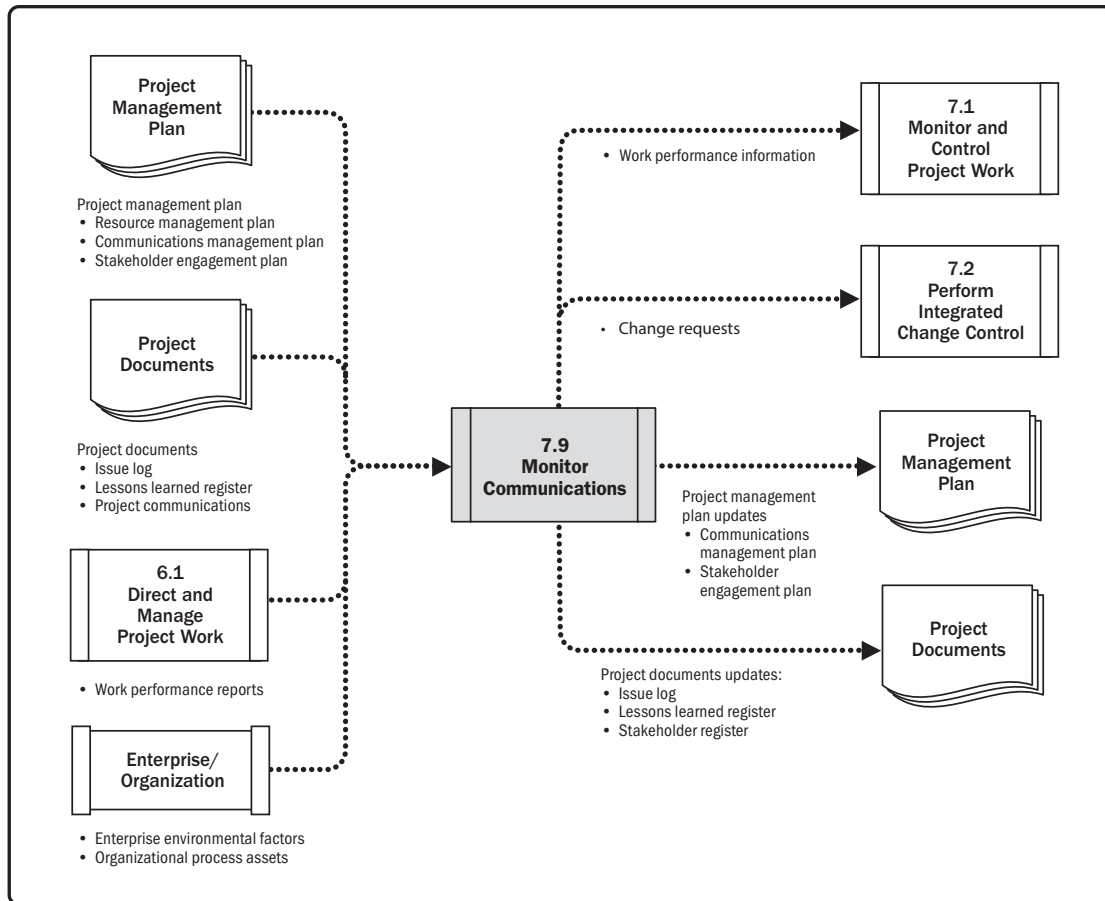 Project
Management
Plan
Project management plan
• Resource management plan
• Communications management plan
• Stakeholder engagement plan
Project
Documents
Project documents
• Issue log
• Lessons learned register
• Project communications
6.1
Direct and
Manage
Project Work
• Work performance reports
Enterprise/
Organization
• Enterprise environmental factors
• Organizational process assets
7.9
Monitor
Communications
• Work performance information
7.1
Monitor and
Control
Project Work
• Change requests
7.2
Perform
Integrated
Change Control
Project management
plan updates
• Communications
management plan
• Stakeholder
engagement plan
Project
Management
Plan
Project documents updates:
• Issue log
• Lessons learned register
• Stakeholder register
Project
Documents